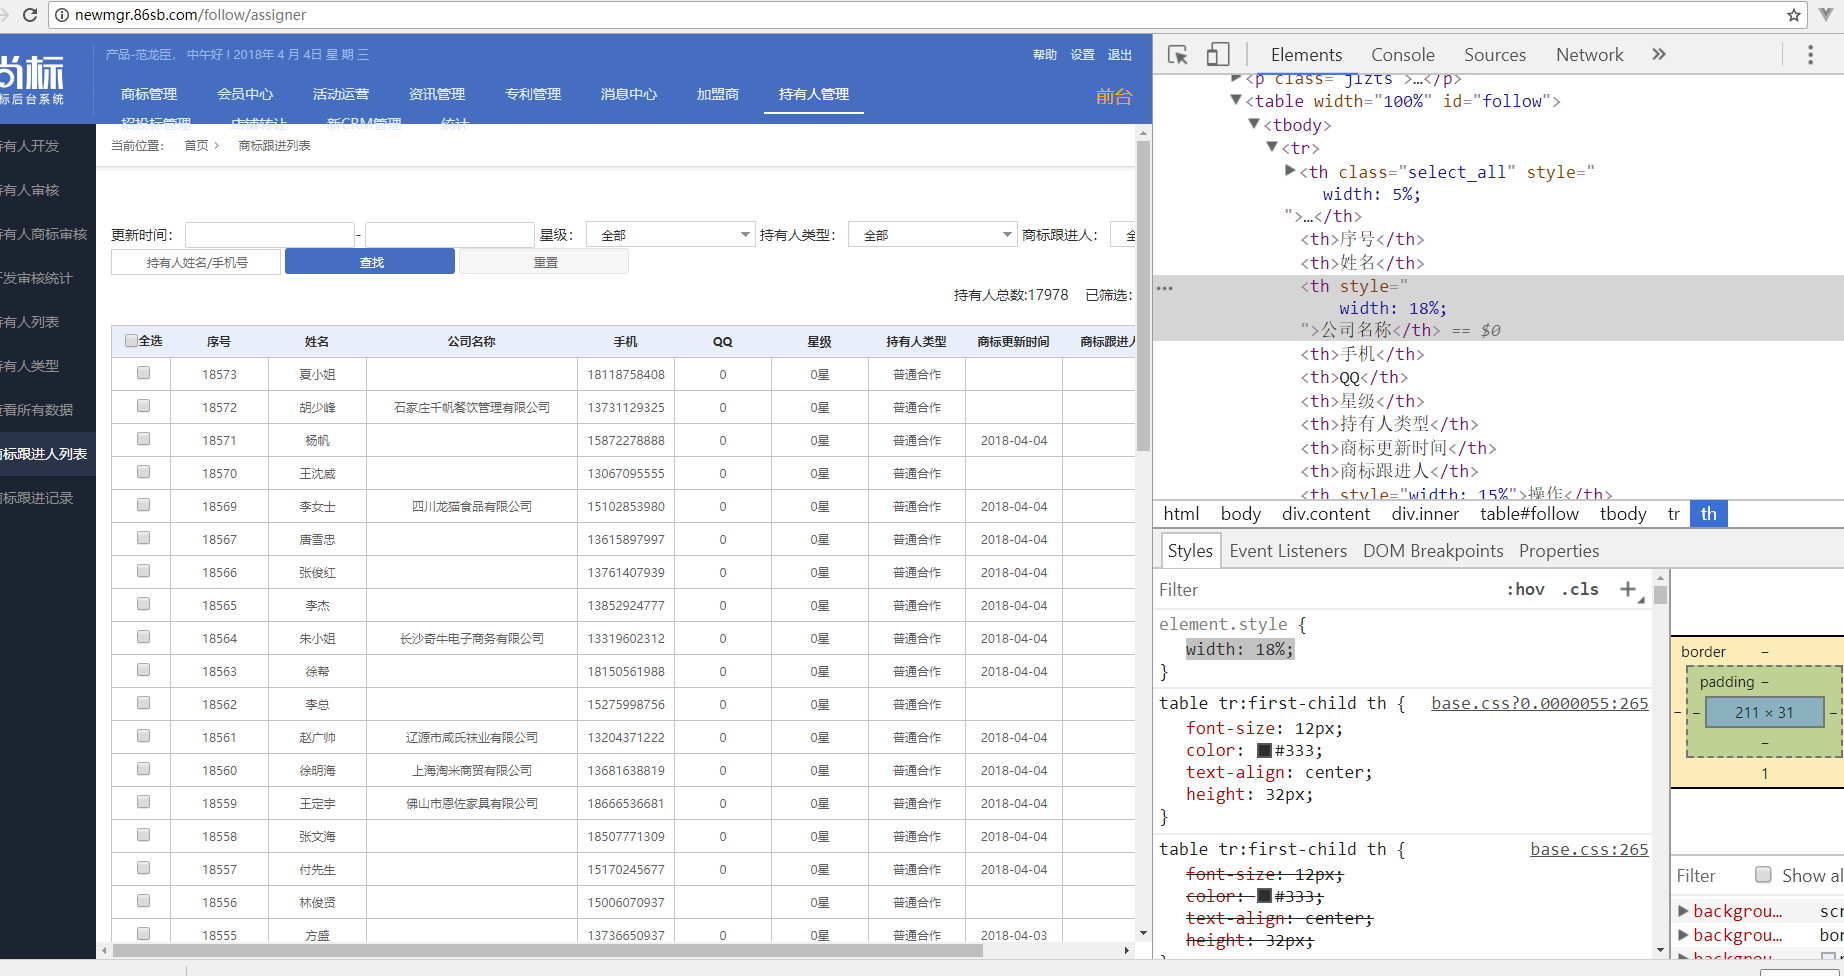 newmgr.86sb.com/follow/assigner
尚标
标后台系统
产品-范龙臣， 中午好！2018年 4 月 4日 星 期 三
帮助 设置 退出
商标管理 会员中心 活动运营 资讯管理 专利管理 消息中心 加盟商 持有人管理
前台
招投标管理 店铺转让 新CRM管理 统计
持有人开发
持有人审核
持有人商标审核
开发审核统计
持有人列表
持有人类型
查看所有数据
商标跟进人列表
商标跟进记录
当前位置： 首页 > 商标跟进列表
更新时间： - 星级： 全部 持有人类型： 全部 商标跟进人： 全
持有人姓名/手机号 查找 重置
持有人总数:17978 已筛选:
全选 序号 姓名 公司名称 手机 QQ 星级 持有人类型 商标更新时间 商标跟进人
18573 夏小姐 18118758408 0 0星 普通合作
18572 胡少峰 石家庄千帆餐饮管理有限公司 13731129325 0 0星 普通合作
18571 杨帆 15872278888 0 0星 普通合作 2018-04-04
18570 王沈威 13067095555 0 0星 普通合作
18569 李女士 四川龙猫食品有限公司 15102853980 0 0星 普通合作 2018-04-04
18567 唐雪忠 13615897997 0 0星 普通合作 2018-04-04
18566 张俊红 13761407939 0 0星 普通合作 2018-04-04
18565 李杰 13852924777 0 0星 普通合作 2018-04-04
18564 朱小姐 长沙奇牛电子商务有限公司 13319602312 0 0星 普通合作 2018-04-04
18563 徐帮 18150561988 0 0星 普通合作 2018-04-04
18562 李总 15275998756 0 0星 普通合作 2018-04-04
18561 赵广帅 辽源市咸氏袜业有限公司 13204371222 0 0星 普通合作 2018-04-04
18560 徐明海 上海淘米商贸有限公司 13681638819 0 0星 普通合作 2018-04-04
18559 王定宇 佛山市恩佐家具有限公司 18666536681 0 0星 普通合作 2018-04-04
18558 张文海 18507771309 0 0星 普通合作 2018-04-04
18557 付先生 15170245677 0 0星 普通合作 2018-04-04
18556 林俊贤 15006070937 0 0星 普通合作
18555 方盛 13736650937 0 0星 普通合作 2018-04-03
Elements Console Sources Network »
<p class="jlzts">…</p>
<table width="100%" id="follow">
<tbody>
<tr>
<th class="select_all" style="
width: 5%;
">…</th>
<th>序号</th>
<th>姓名</th>
<th style="
width: 18%;
">公司名称</th> == $0
<th>手机</th>
<th>QQ</th>
<th>星级</th>
<th>持有人类型</th>
<th>商标更新时间</th>
<th>商标跟进人</th>
<th style="width: 15%">操作</th>
html body div.content div.inner table#follow tbody tr th
Styles Event Listeners DOM Breakpoints Properties
Filter :hov .cls +
element.style {
width: 18%;
}
table tr:first-child th { base.css?0.0000055:265
font-size: 12px;
color: #333;
text-align: center;
height: 32px;
}
table tr:first-child th { base.css:265
font-size: 12px;
color: #333;
text-align: center;
height: 32px;
border –
padding –
– – 211 × 31 –
–
1
Filter Show al
backgrou… scr
backgrou… bor
backgrou…